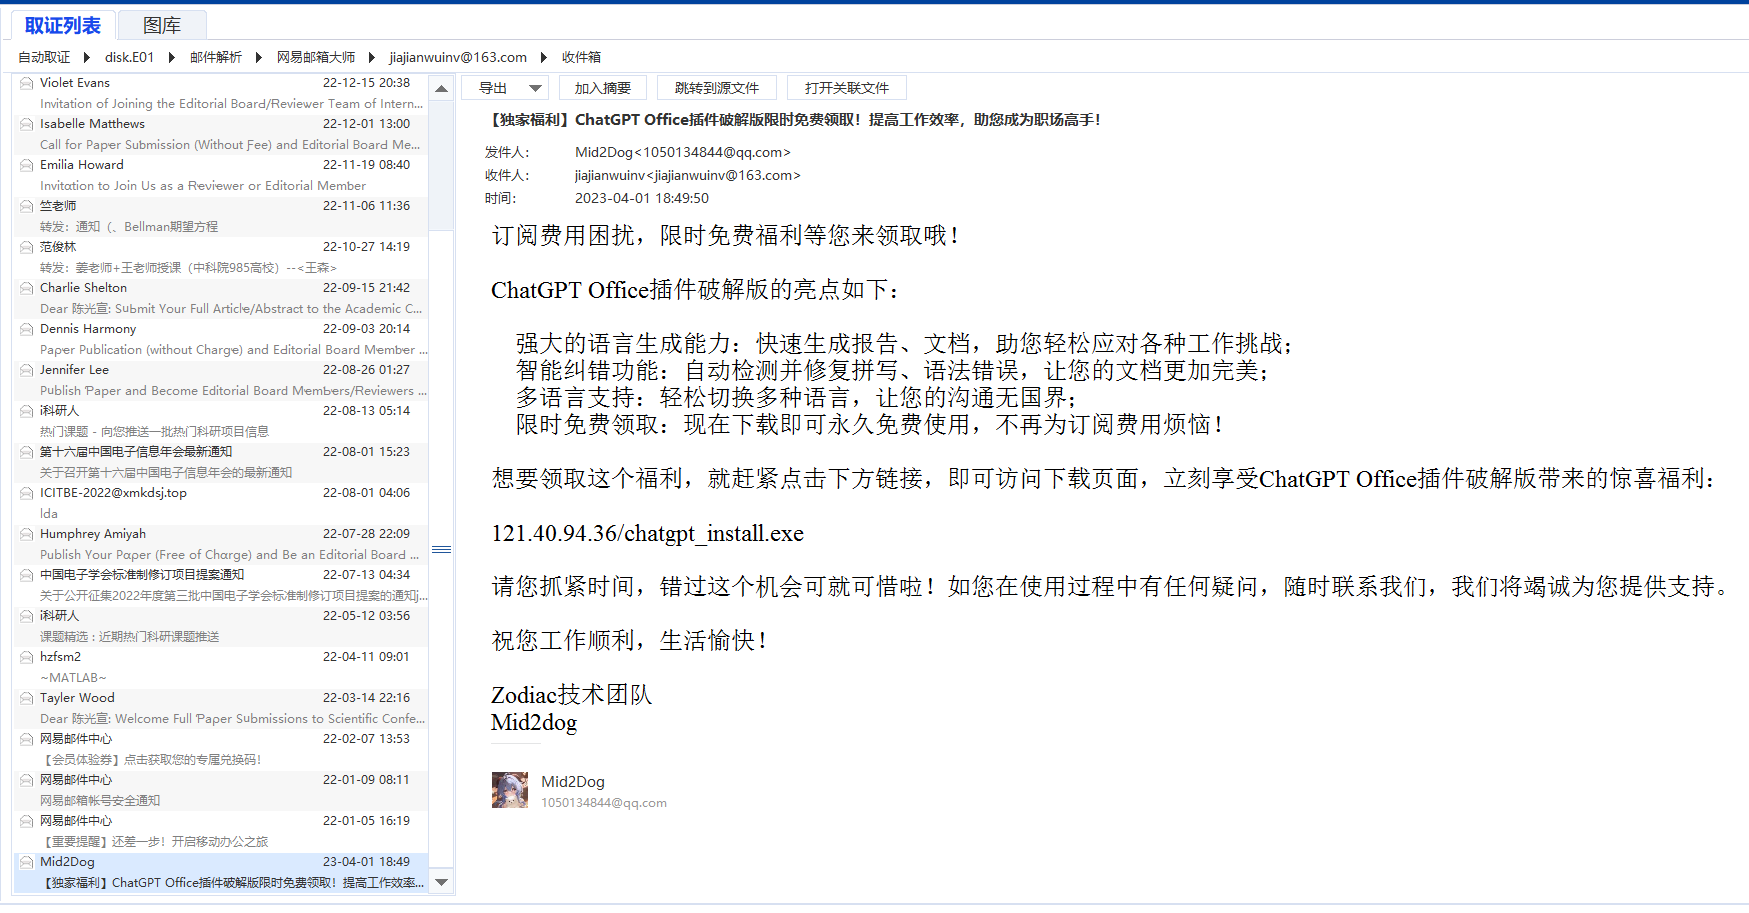 取证列表
图库
自动取证 disk.E01 邮件解析 网易邮箱大师 jiajianwuinv@163.com 收件箱
Violet Evans 22-12-15 20:38
Invitation of Joining the Editorial Board/Reviewer Team of Intern...
Isabelle Matthews 22-12-01 13:00
Call for Paper Submission (Without Fee) and Editorial Board Me...
Emilia Howard 22-11-19 08:40
Invitation to Join Us as a Reviewer or Editorial Member
竺老师 22-11-06 11:36
转发：通知（、Bellman期望方程
范俊林 22-10-27 14:19
转发：姜老师+王老师授课（中科院985高校）--<王森>
Charlie Shelton 22-09-15 21:42
Dear 陈光宣: Submit Your Full Article/Abstract to the Academic C...
Dennis Harmony 22-09-03 20:14
Paper Publication (without Charge) and Editorial Board Member ...
Jennifer Lee 22-08-26 01:27
Publish Paper and Become Editorial Board Members/Reviewers ...
i科研人 22-08-13 05:14
热门课题 - 向您推送一批热门科研项目信息
第十六届中国电子信息年会最新通知 22-08-01 15:23
关于召开第十六届中国电子信息年会的最新通知
ICITBE-2022@xmkdsj.top 22-08-01 04:06
lda
Humphrey Amiyah 22-07-28 22:09
Publish Your Paper (Free of Charge) and Be an Editorial Board ...
中国电子学会标准制修订项目提案通知 22-07-13 04:34
关于公开征集2022年度第三批中国电子学会标准制修订项目提案的通知j...
i科研人 22-05-12 03:56
课题精选 : 近期热门科研课题推送
hzfsm2 22-04-11 09:01
~MATLAB~
Tayler Wood 22-03-14 22:16
Dear 陈光宣: Welcome Full Paper Submissions to Scientific Confe...
网易邮件中心 22-02-07 13:53
【会员体验券】点击获取您的专属兑换码！
网易邮件中心 22-01-09 08:11
网易邮箱帐号安全通知
网易邮件中心 22-01-05 16:19
【重要提醒】还差一步！开启移动办公之旅
Mid2Dog 23-04-01 18:49
【独家福利】ChatGPT Office插件破解版限时免费领取！提高工作效率...
导出 加入摘要 跳转到源文件 打开关联文件
【独家福利】ChatGPT Office插件破解版限时免费领取！提高工作效率，助您成为职场高手！
发件人： Mid2Dog<1050134844@qq.com>
收件人： jiajianwuinv<jiajianwuinv@163.com>
时间： 2023-04-01 18:49:50
订阅费用困扰，限时免费福利等您来领取哦！
ChatGPT Office插件破解版的亮点如下：
强大的语言生成能力：快速生成报告、文档，助您轻松应对各种工作挑战；
智能纠错功能：自动检测并修复拼写、语法错误，让您的文档更加完美；
多语言支持：轻松切换多种语言，让您的沟通无国界；
限时免费领取：现在下载即可永久免费使用，不再为订阅费用烦恼！
想要领取这个福利，就赶紧点击下方链接，即可访问下载页面，立刻享受ChatGPT Office插件破解版带来的惊喜福利：
121.40.94.36/chatgpt_install.exe
请您抓紧时间，错过这个机会可就可惜啦！如您在使用过程中有任何疑问，随时联系我们，我们将竭诚为您提供支持。
祝您工作顺利，生活愉快！
Zodiac技术团队
Mid2dog
Mid2Dog
1050134844@qq.com